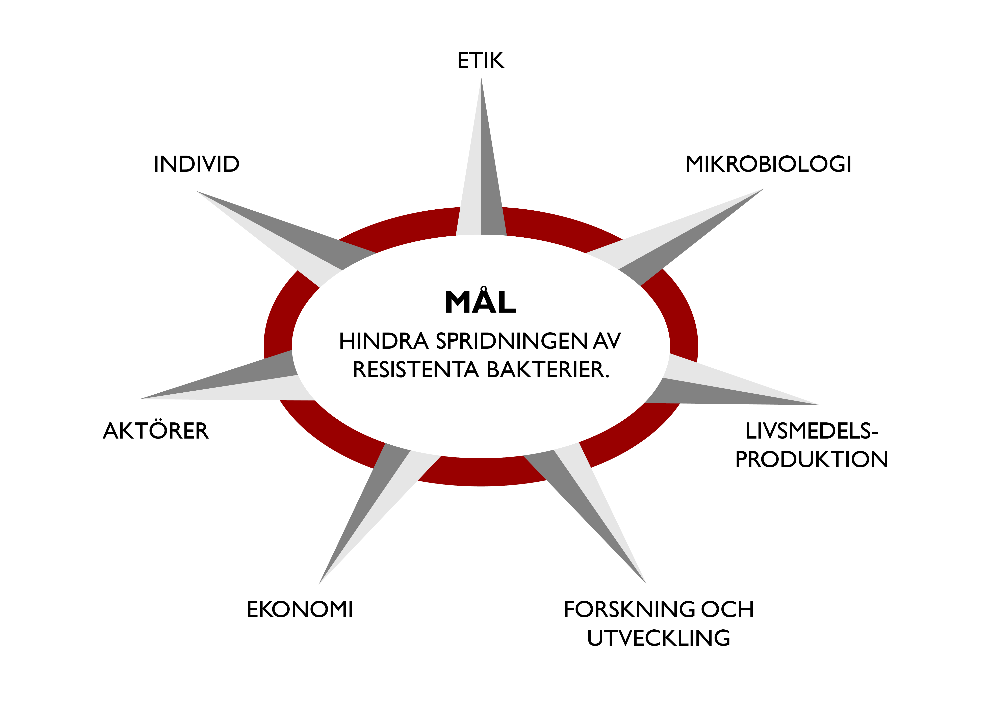 ETIK
INDIVID
MIKROBIOLOGI
MÅL
HINDRA SPRIDNINGEN AV
RESISTENTA BAKTERIER.
AKTÖRER
LIVSMEDELS-
PRODUKTION
EKONOMI
FORSKNING OCH
UTVECKLING